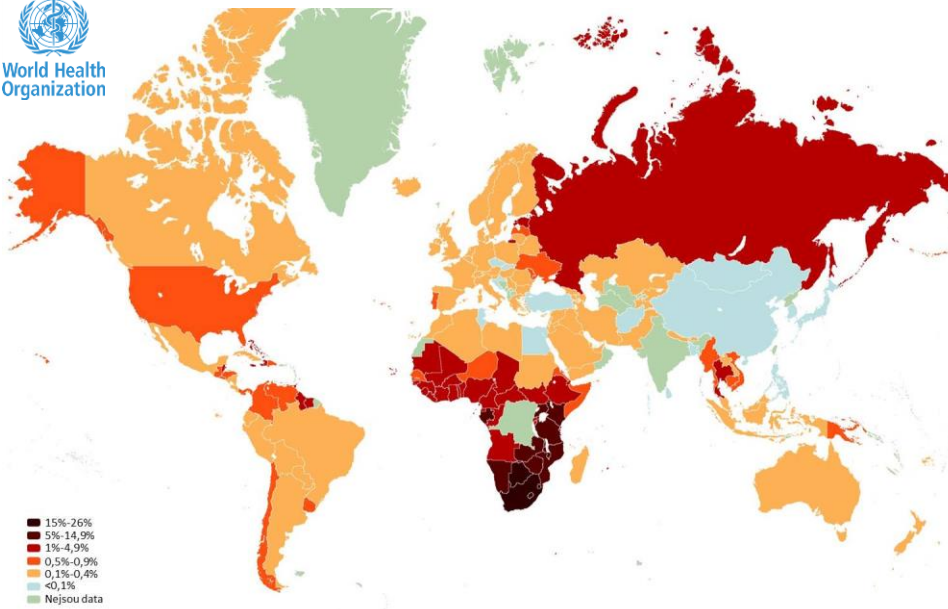 World Health
Organization
15%-26%
5%-14,9%
1%-4,9%
0,5%-0,9%
0,1%-0,4%
<0,1%
Nejsou data